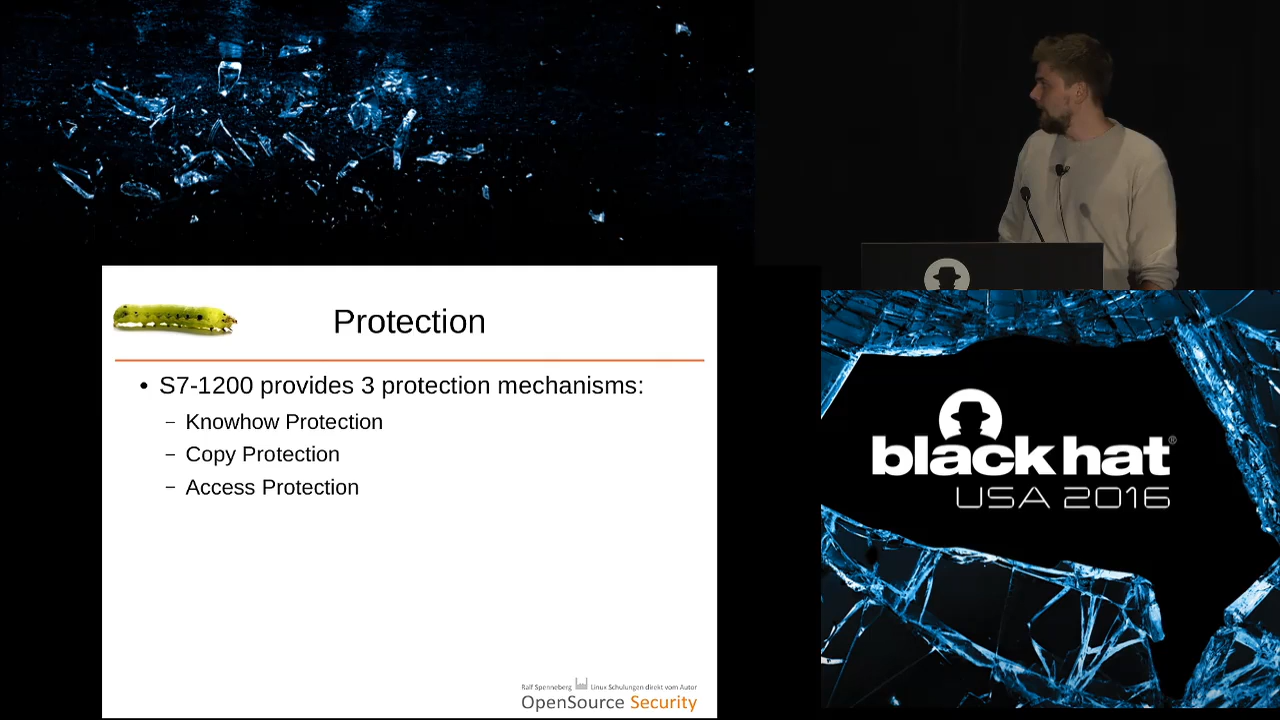 Protection
• S7-1200 provides 3 protection mechanisms:
– Knowhow Protection
– Copy Protection
– Access Protection
Ralf Spenneberg Linux Schulungen direkt vom Autor
OpenSource Security
black hat®
USA 2016